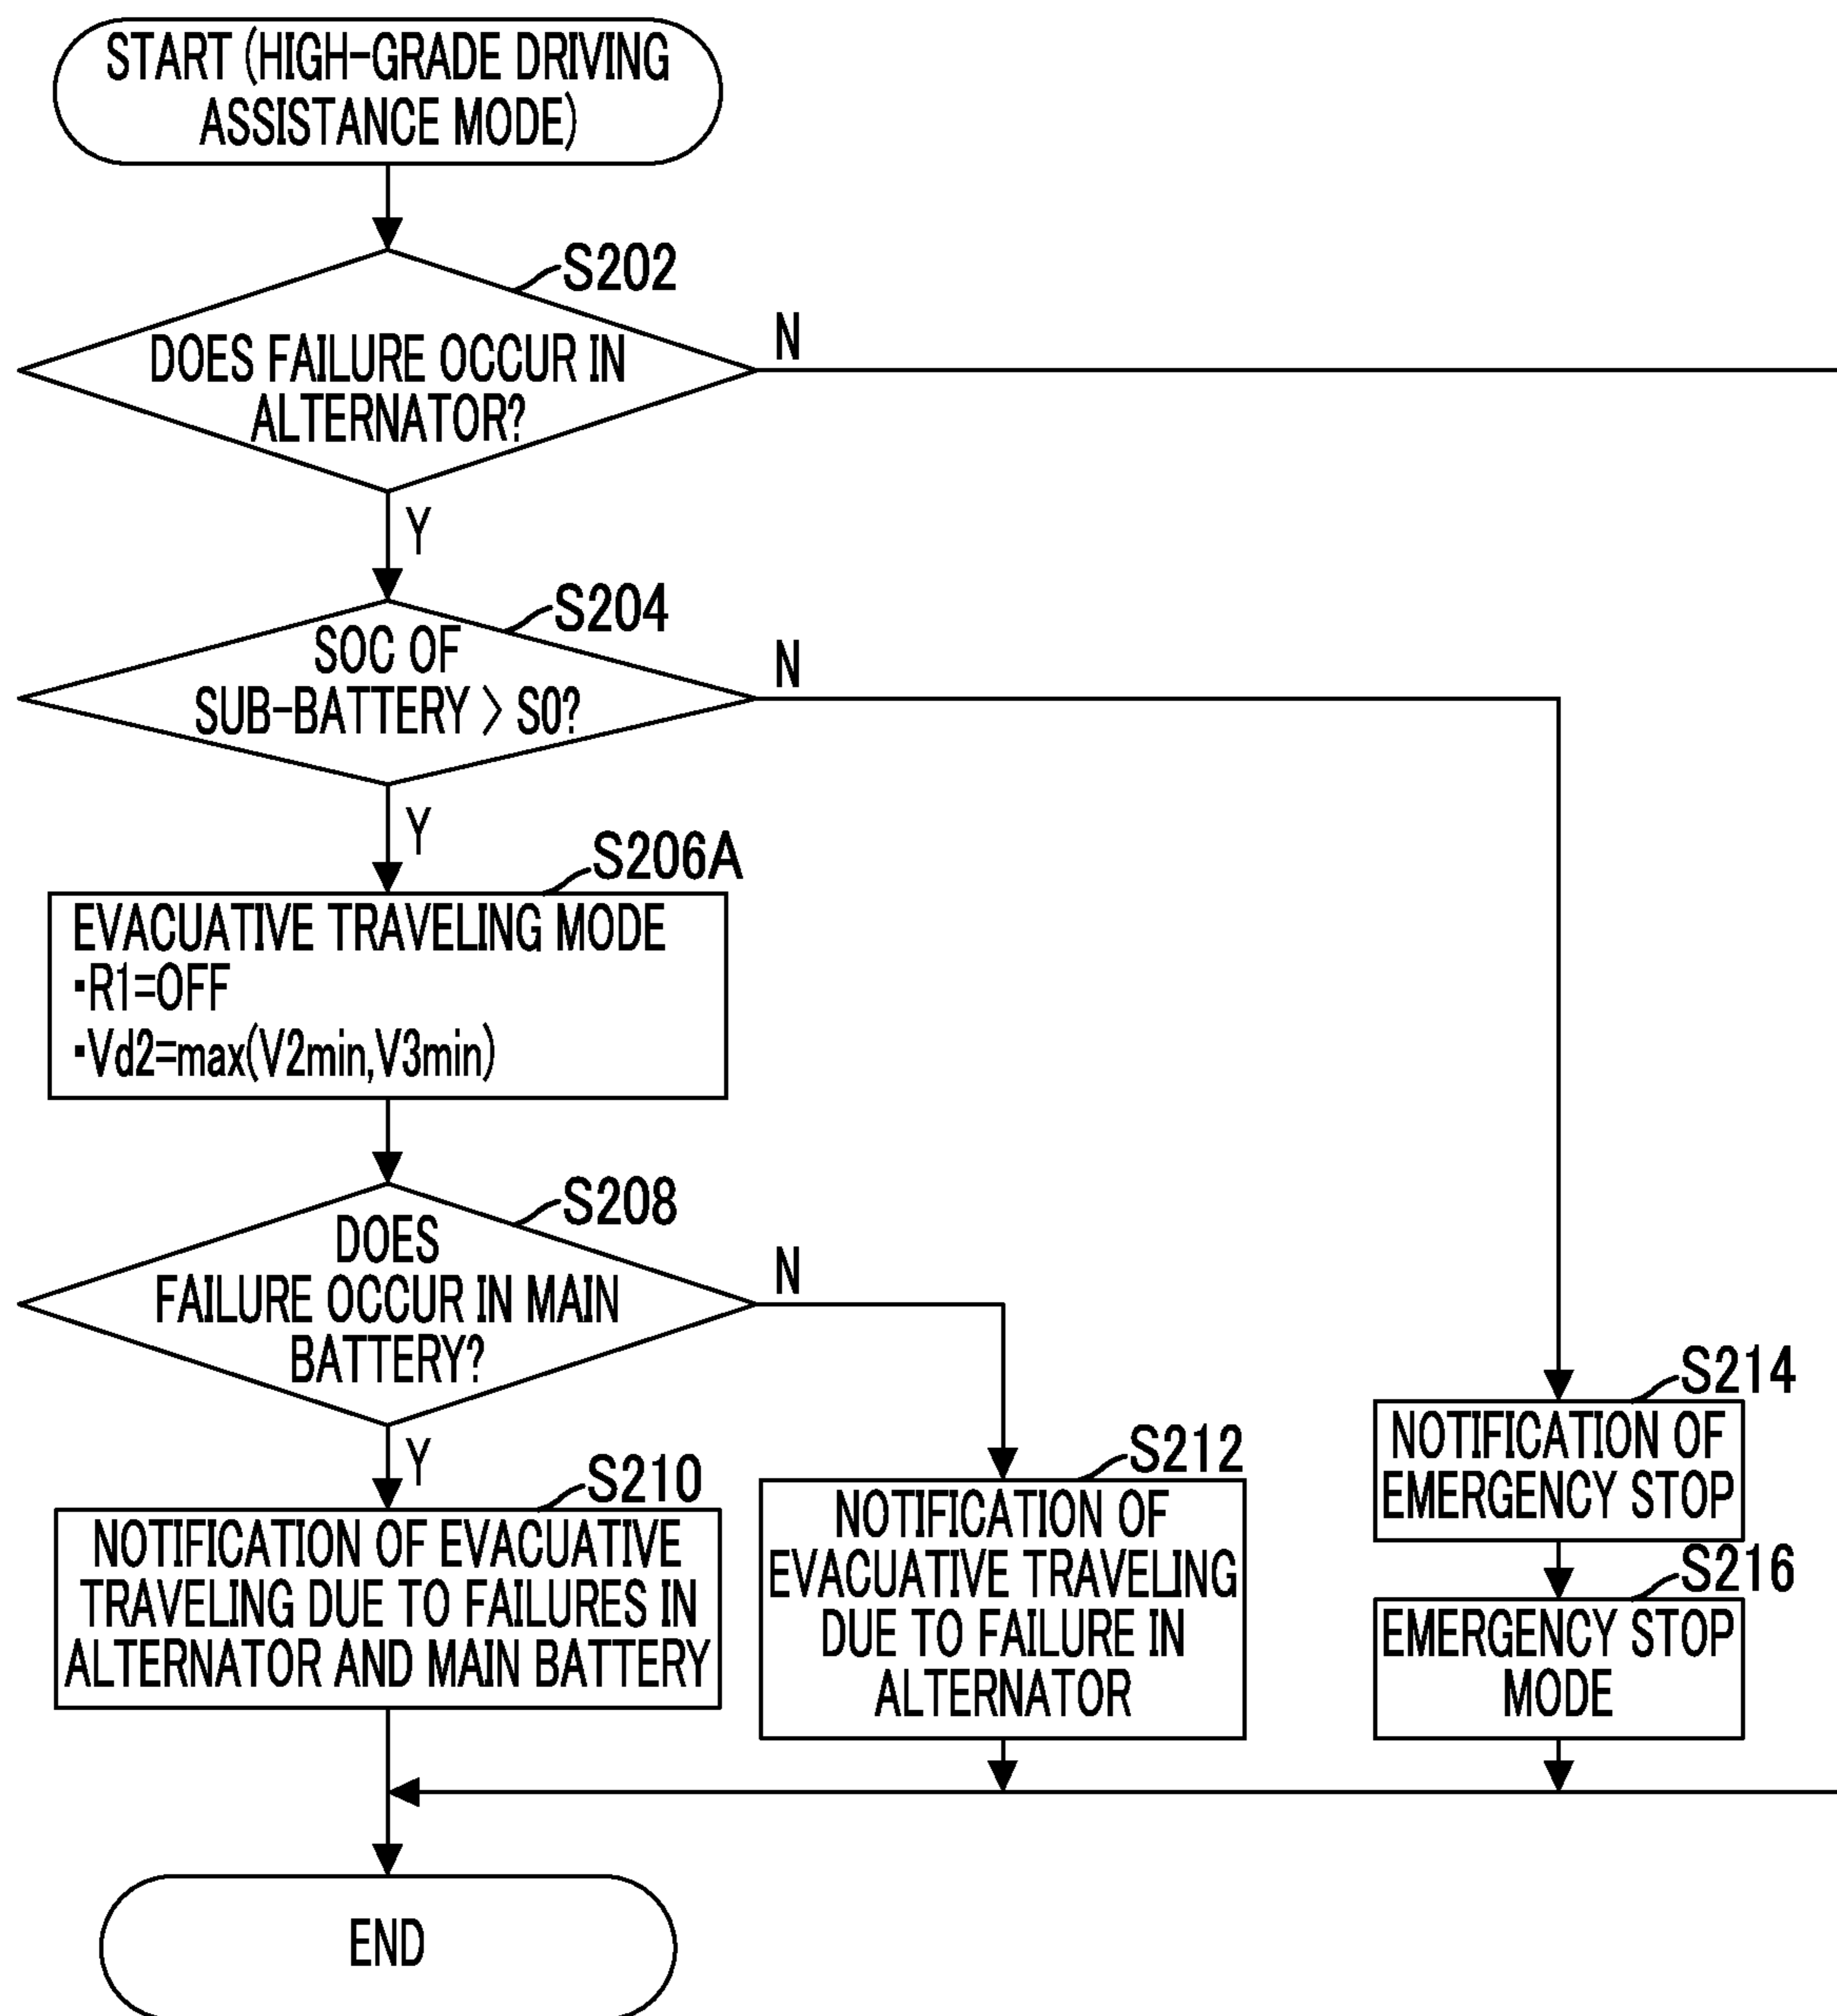 START (HIGH-GRADE DRIVING
ASSISTANCE MODE)
S202
DOES FAILURE OCCUR IN
ALTERNATOR?
N
Y
S204
SOC OF
SUB-BATTERY > S0?
N
Y
S206A
EVACUATIVE TRAVELING MODE
▪R1=OFF
▪Vd2=max(V2min,V3min)
S208
DOES
FAILURE OCCUR IN MAIN
BATTERY?
N
Y
S210
NOTIFICATION OF EVACUATIVE
TRAVELING DUE TO FAILURES IN
ALTERNATOR AND MAIN BATTERY
S212
NOTIFICATION OF
EVACUATIVE TRAVELING
DUE TO FAILURE IN
ALTERNATOR
S214
NOTIFICATION OF
EMERGENCY STOP
S216
EMERGENCY STOP
MODE
END